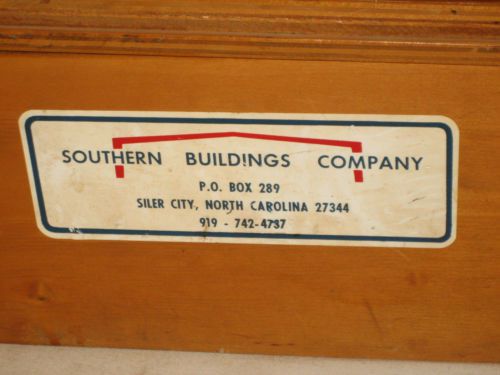 SOUTHERN BUILDINGS COMPANY
P.O. BOX 289
SILER CITY, NORTH CAROLINA 27344
919 - 742-4737